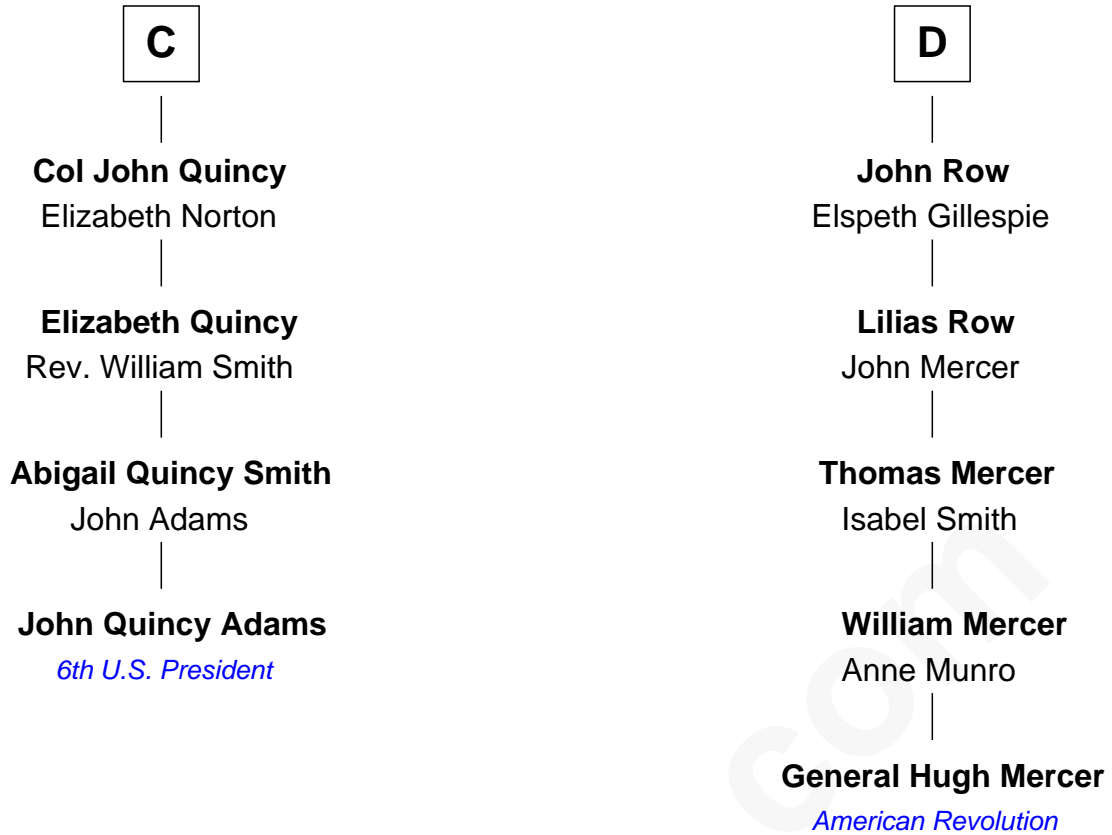 C
Col John Quincy
Elizabeth Norton
Elizabeth Quincy
Rev. William Smith
Abigail Quincy Smith
John Adams
John Quincy Adams
6th U.S. President
D
John Row
Elspeth Gillespie
Lilias Row
John Mercer
Thomas Mercer
Isabel Smith
William Mercer
Anne Munro
General Hugh Mercer
American Revolution
com